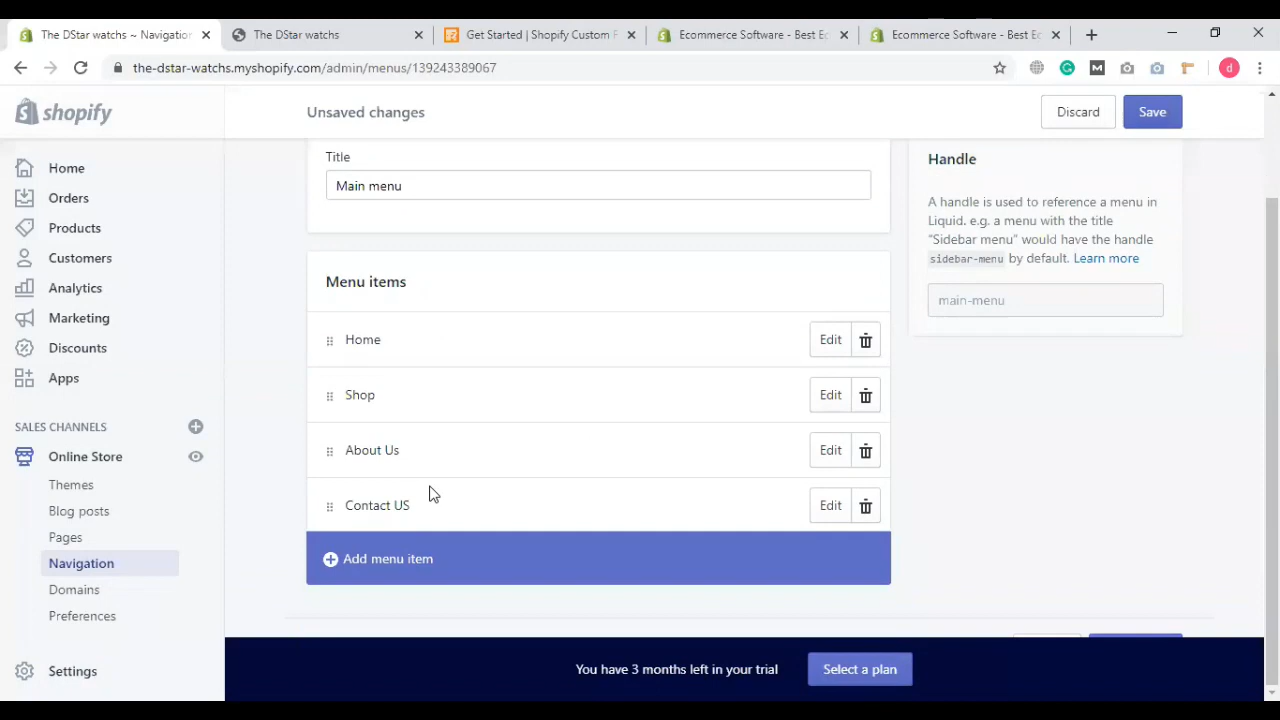 The DStar watchs ~ Navigation
The DStar watchs
Get Started | Shopify Custom F
Ecommerce Software - Best Ec
Ecommerce Software - Best Ec
the-dstar-watchs.myshopify.com/admin/menus/139243389067
M
d
shopify
Unsaved changes
Discard
Save
Home
Orders
Products
Customers
Analytics
Marketing
Discounts
Apps
SALES CHANNELS
Online Store
Themes
Blog posts
Pages
Navigation
Domains
Preferences
Settings
Title
Main menu
Menu items
Home
Edit
Shop
Edit
About Us
Edit
Contact US
Edit
Add menu item
Handle
A handle is used to reference a menu in
Liquid. e.g. a menu with the title
“Sidebar menu” would have the handle
sidebar-menu by default. Learn more
main-menu
You have 3 months left in your trial
Select a plan